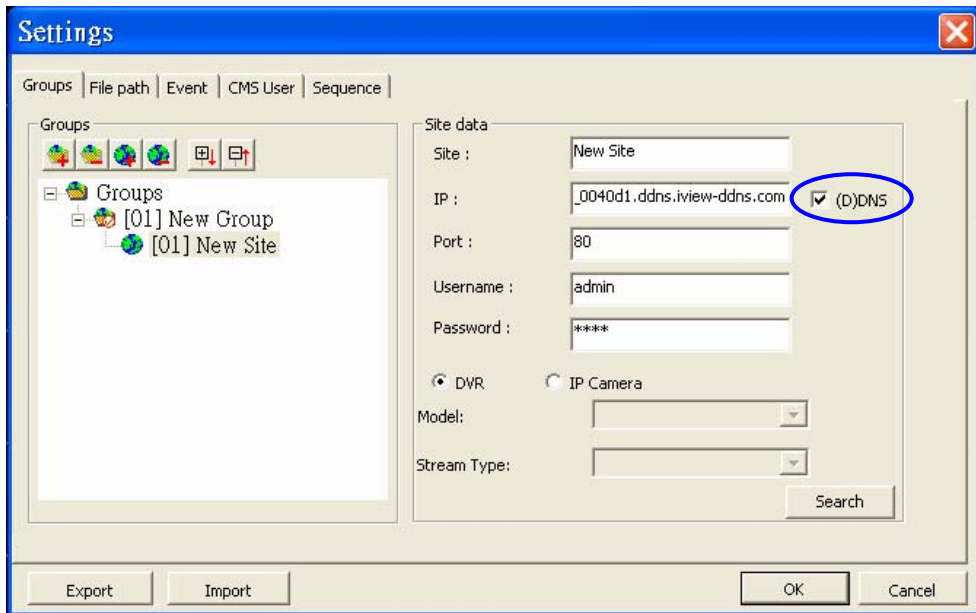 Settings
Groups File path Event CMS User Sequence
Groups
Groups
[01] New Group
[01] New Site
Site data
Site : New Site
IP : _0040d1.ddns.iview-ddns.com (D)DNS
Port : 80
Username : admin
Password : ****
DVR IP Camera
Model:
Stream Type:
Search
Export Import OK Cancel